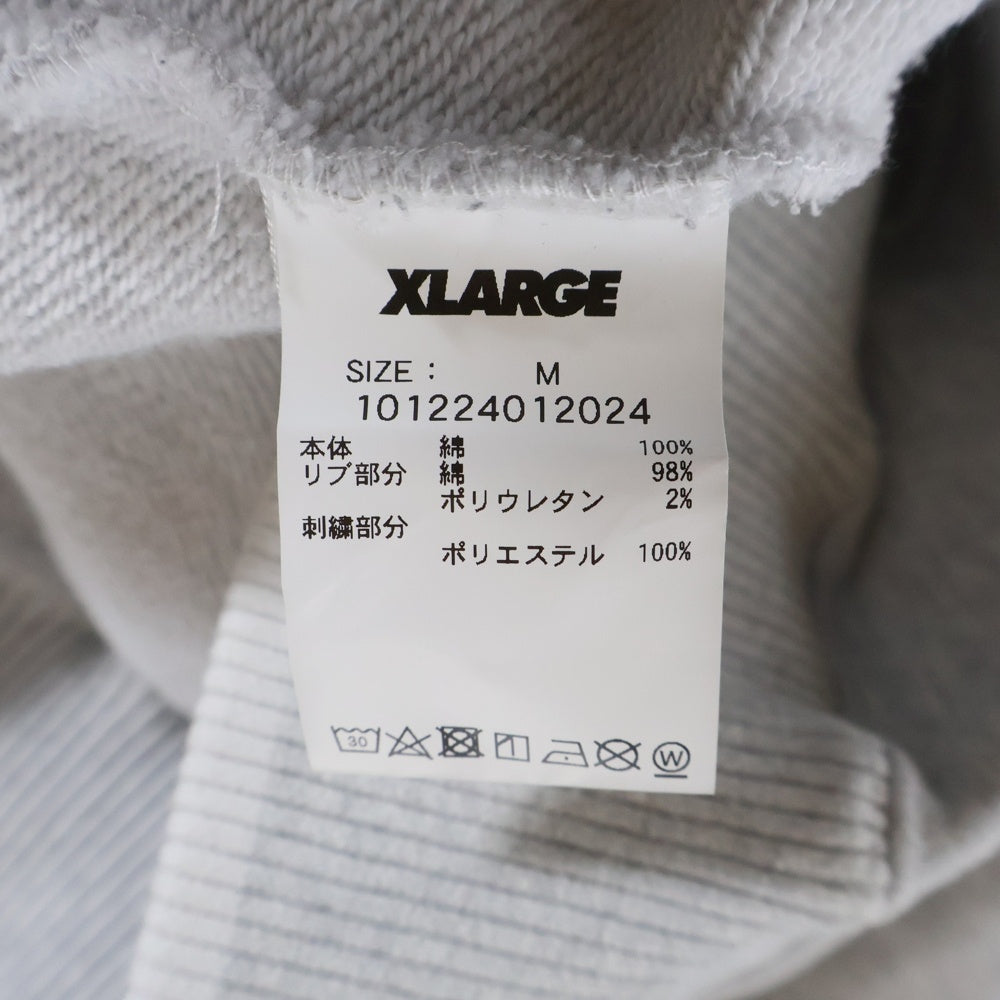 XLARGE
SIZE : M
101224012024
本体 綿 100%
リブ部分 綿 98%
ポリウレタン 2%
刺繍部分
ポリエステル 100%
30
W